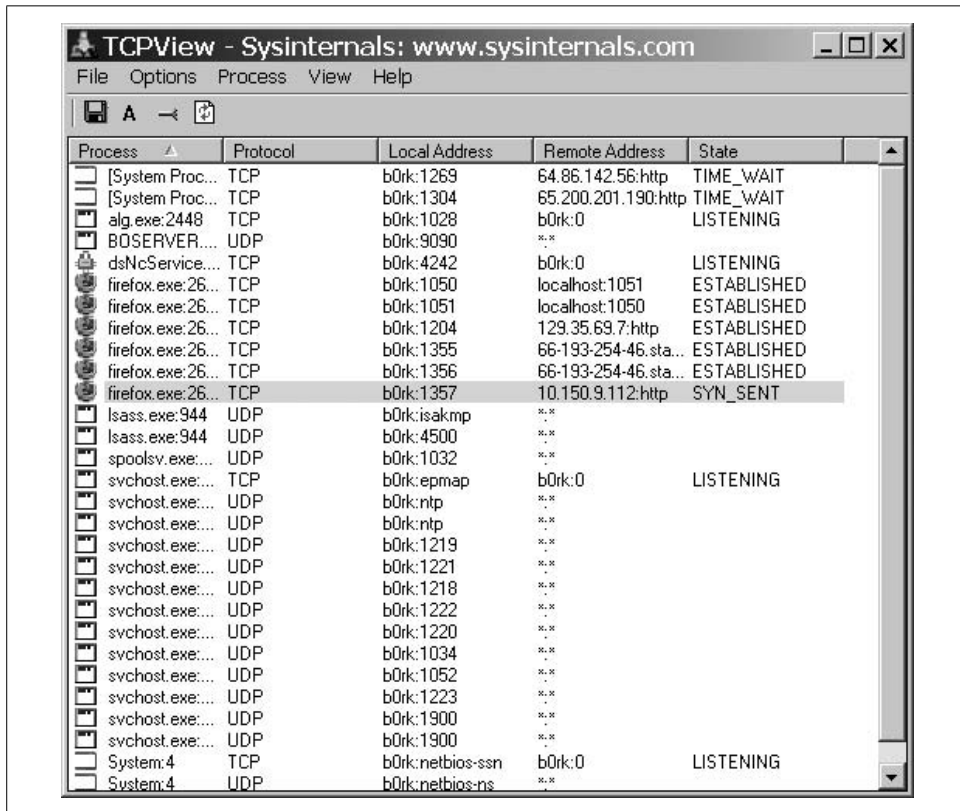 TCPView - Sysinternals: www.sysinternals.com
File Options Process View Help
A
Process Protocol Local Address Remote Address State
[System Proc... TCP b0rk:1269 64.86.142.56:http TIME_WAIT
[System Proc... TCP b0rk:1304 65.200.201.190:http TIME_WAIT
alg.exe:2448 TCP b0rk:1028 b0rk:0 LISTENING
BOSERVER.... UDP b0rk:9090 *:*
dsNcService.... TCP b0rk:4242 b0rk:0 LISTENING
firefox.exe:26... TCP b0rk:1050 localhost:1051 ESTABLISHED
firefox.exe:26... TCP b0rk:1051 localhost:1050 ESTABLISHED
firefox.exe:26... TCP b0rk:1204 129.35.69.7:http ESTABLISHED
firefox.exe:26... TCP b0rk:1355 66-193-254-46.sta... ESTABLISHED
firefox.exe:26... TCP b0rk:1356 66-193-254-46.sta... ESTABLISHED
firefox.exe:26... TCP b0rk:1357 10.150.9.112:http SYN_SENT
lsass.exe:944 UDP b0rk:isakmp *:*
lsass.exe:944 UDP b0rk:4500 *:*
spoolsv.exe:... UDP b0rk:1032 *:*
svchost.exe:... TCP b0rk:epmap b0rk:0 LISTENING
svchost.exe:... UDP b0rk:ntp *:*
svchost.exe:... UDP b0rk:ntp *:*
svchost.exe:... UDP b0rk:1219 *:*
svchost.exe:... UDP b0rk:1221 *:*
svchost.exe:... UDP b0rk:1218 *:*
svchost.exe:... UDP b0rk:1222 *:*
svchost.exe:... UDP b0rk:1220 *:*
svchost.exe:... UDP b0rk:1034 *:*
svchost.exe:... UDP b0rk:1052 *:*
svchost.exe:... UDP b0rk:1223 *:*
svchost.exe:... UDP b0rk:1900 *:*
svchost.exe:... UDP b0rk:1900 *:*
System:4 TCP b0rk:netbios-ssn b0rk:0 LISTENING
System:4 UDP b0rk:netbios-ns *:*